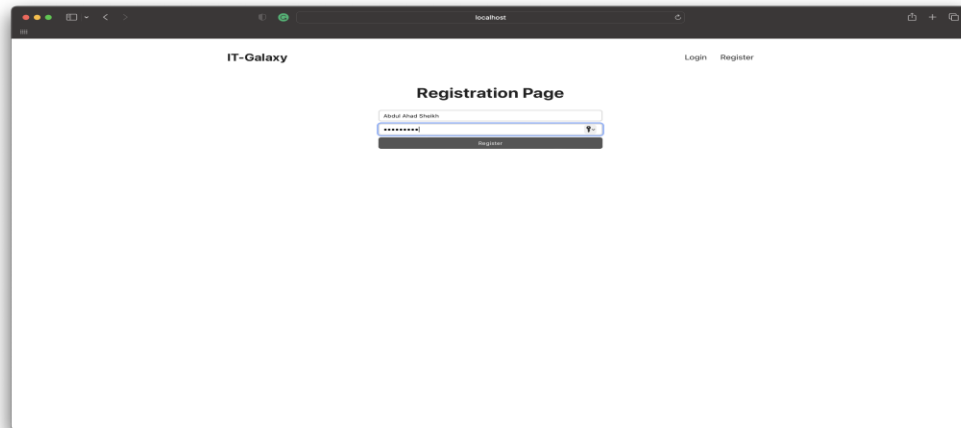 localhost
IT-Galaxy
Login Register
Registration Page
Abdul Ahad Sheikh
•••••••••
Register